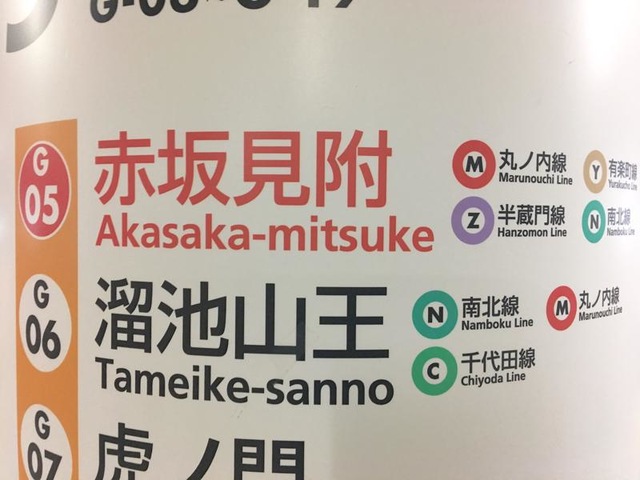 G
05
赤坂見附
Akasaka-mitsuke
M 丸ノ内線
Marunouchi Line
Y 有楽町線
Yurakucho Line
Z 半蔵門線
Hanzomon Line
N 南北線
Namboku Line
G
06
溜池山王
Tameike-sanno
N 南北線
Namboku Line
M 丸ノ内線
Marunouchi Line
C 千代田線
Chiyoda Line
G
07
虎ノ門